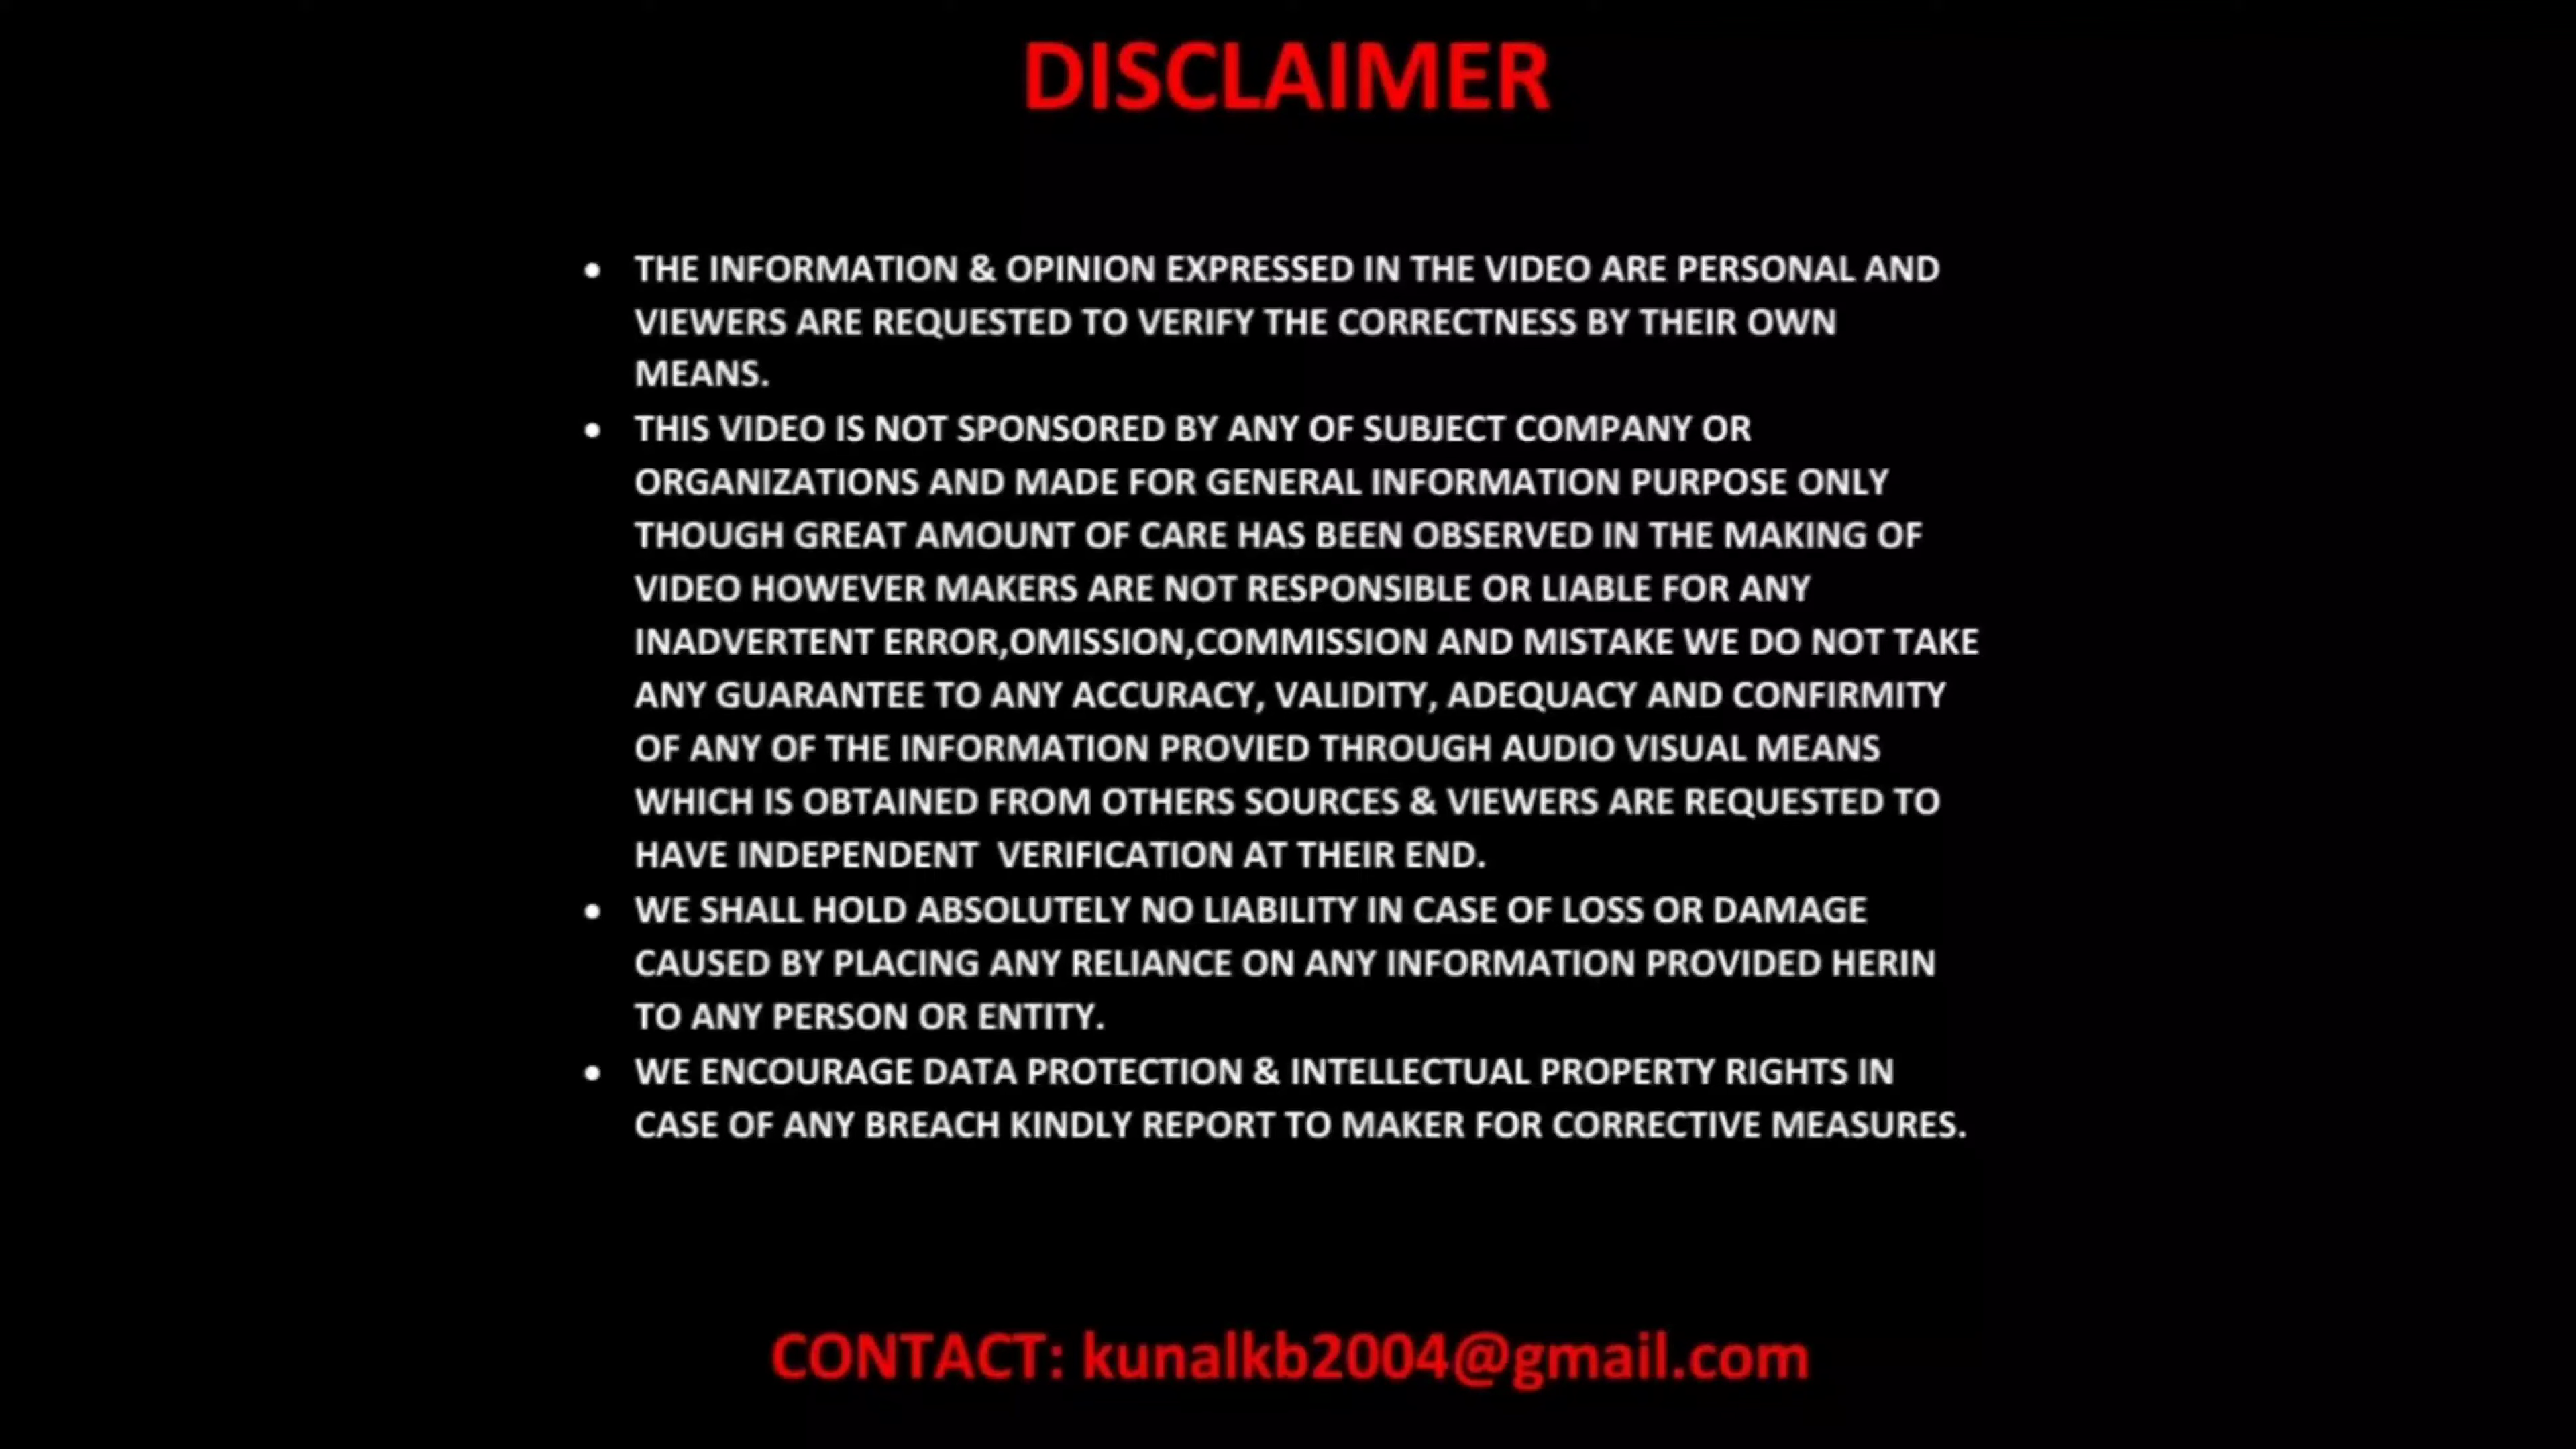 DISCLAIMER
• THE INFORMATION & OPINION EXPRESSED IN THE VIDEO ARE PERSONAL AND
VIEWERS ARE REQUESTED TO VERIFY THE CORRECTNESS BY THEIR OWN
MEANS.
• THIS VIDEO IS NOT SPONSORED BY ANY OF SUBJECT COMPANY OR
ORGANIZATIONS AND MADE FOR GENERAL INFORMATION PURPOSE ONLY
THOUGH GREAT AMOUNT OF CARE HAS BEEN OBSERVED IN THE MAKING OF
VIDEO HOWEVER MAKERS ARE NOT RESPONSIBLE OR LIABLE FOR ANY
INADVERTENT ERROR,OMISSION,COMMISSION AND MISTAKE WE DO NOT TAKE
ANY GUARANTEE TO ANY ACCURACY, VALIDITY, ADEQUACY AND CONFIRMITY
OF ANY OF THE INFORMATION PROVIED THROUGH AUDIO VISUAL MEANS
WHICH IS OBTAINED FROM OTHERS SOURCES & VIEWERS ARE REQUESTED TO
HAVE INDEPENDENT  VERIFICATION AT THEIR END.
• WE SHALL HOLD ABSOLUTELY NO LIABILITY IN CASE OF LOSS OR DAMAGE
CAUSED BY PLACING ANY RELIANCE ON ANY INFORMATION PROVIDED HERIN
TO ANY PERSON OR ENTITY.
• WE ENCOURAGE DATA PROTECTION & INTELLECTUAL PROPERTY RIGHTS IN
CASE OF ANY BREACH KINDLY REPORT TO MAKER FOR CORRECTIVE MEASURES.
CONTACT: kunalkb2004@gmail.com